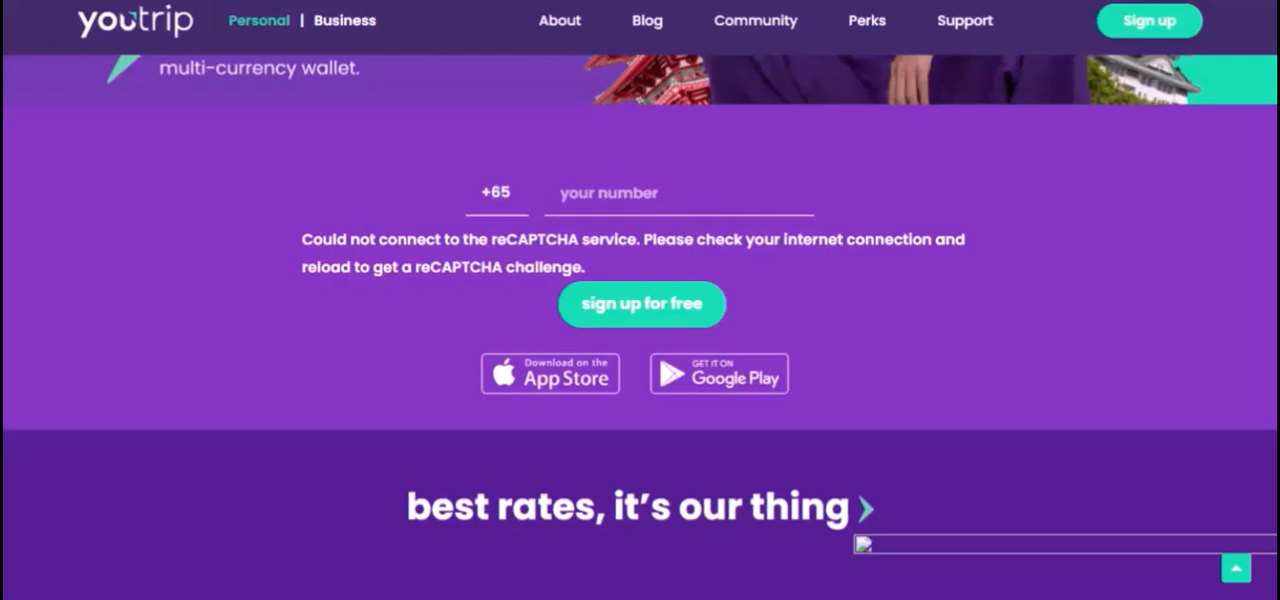 youtrip Personal | Business About Blog Community Perks Support Sign up
multi-currency wallet.
+65 your number
Could not connect to the reCAPTCHA service. Please check your internet connection and
reload to get a reCAPTCHA challenge.
sign up for free
Download on the
App Store
GET IT ON
Google Play
best rates, it's our thing